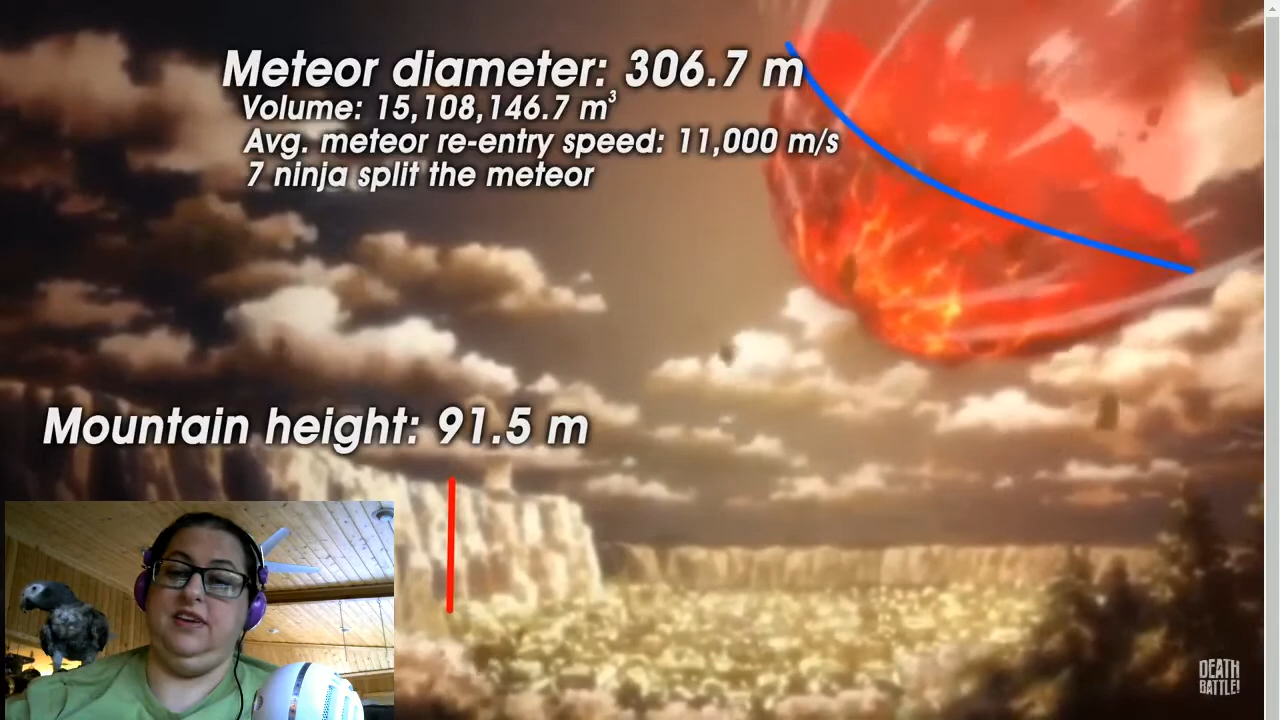 Meteor diameter: 306.7 m
Volume: 15,108,146.7 m³
Avg. meteor re-entry speed: 11,000 m/s
7 ninja split the meteor
Mountain height: 91.5 m
DEATH
BATTLE!